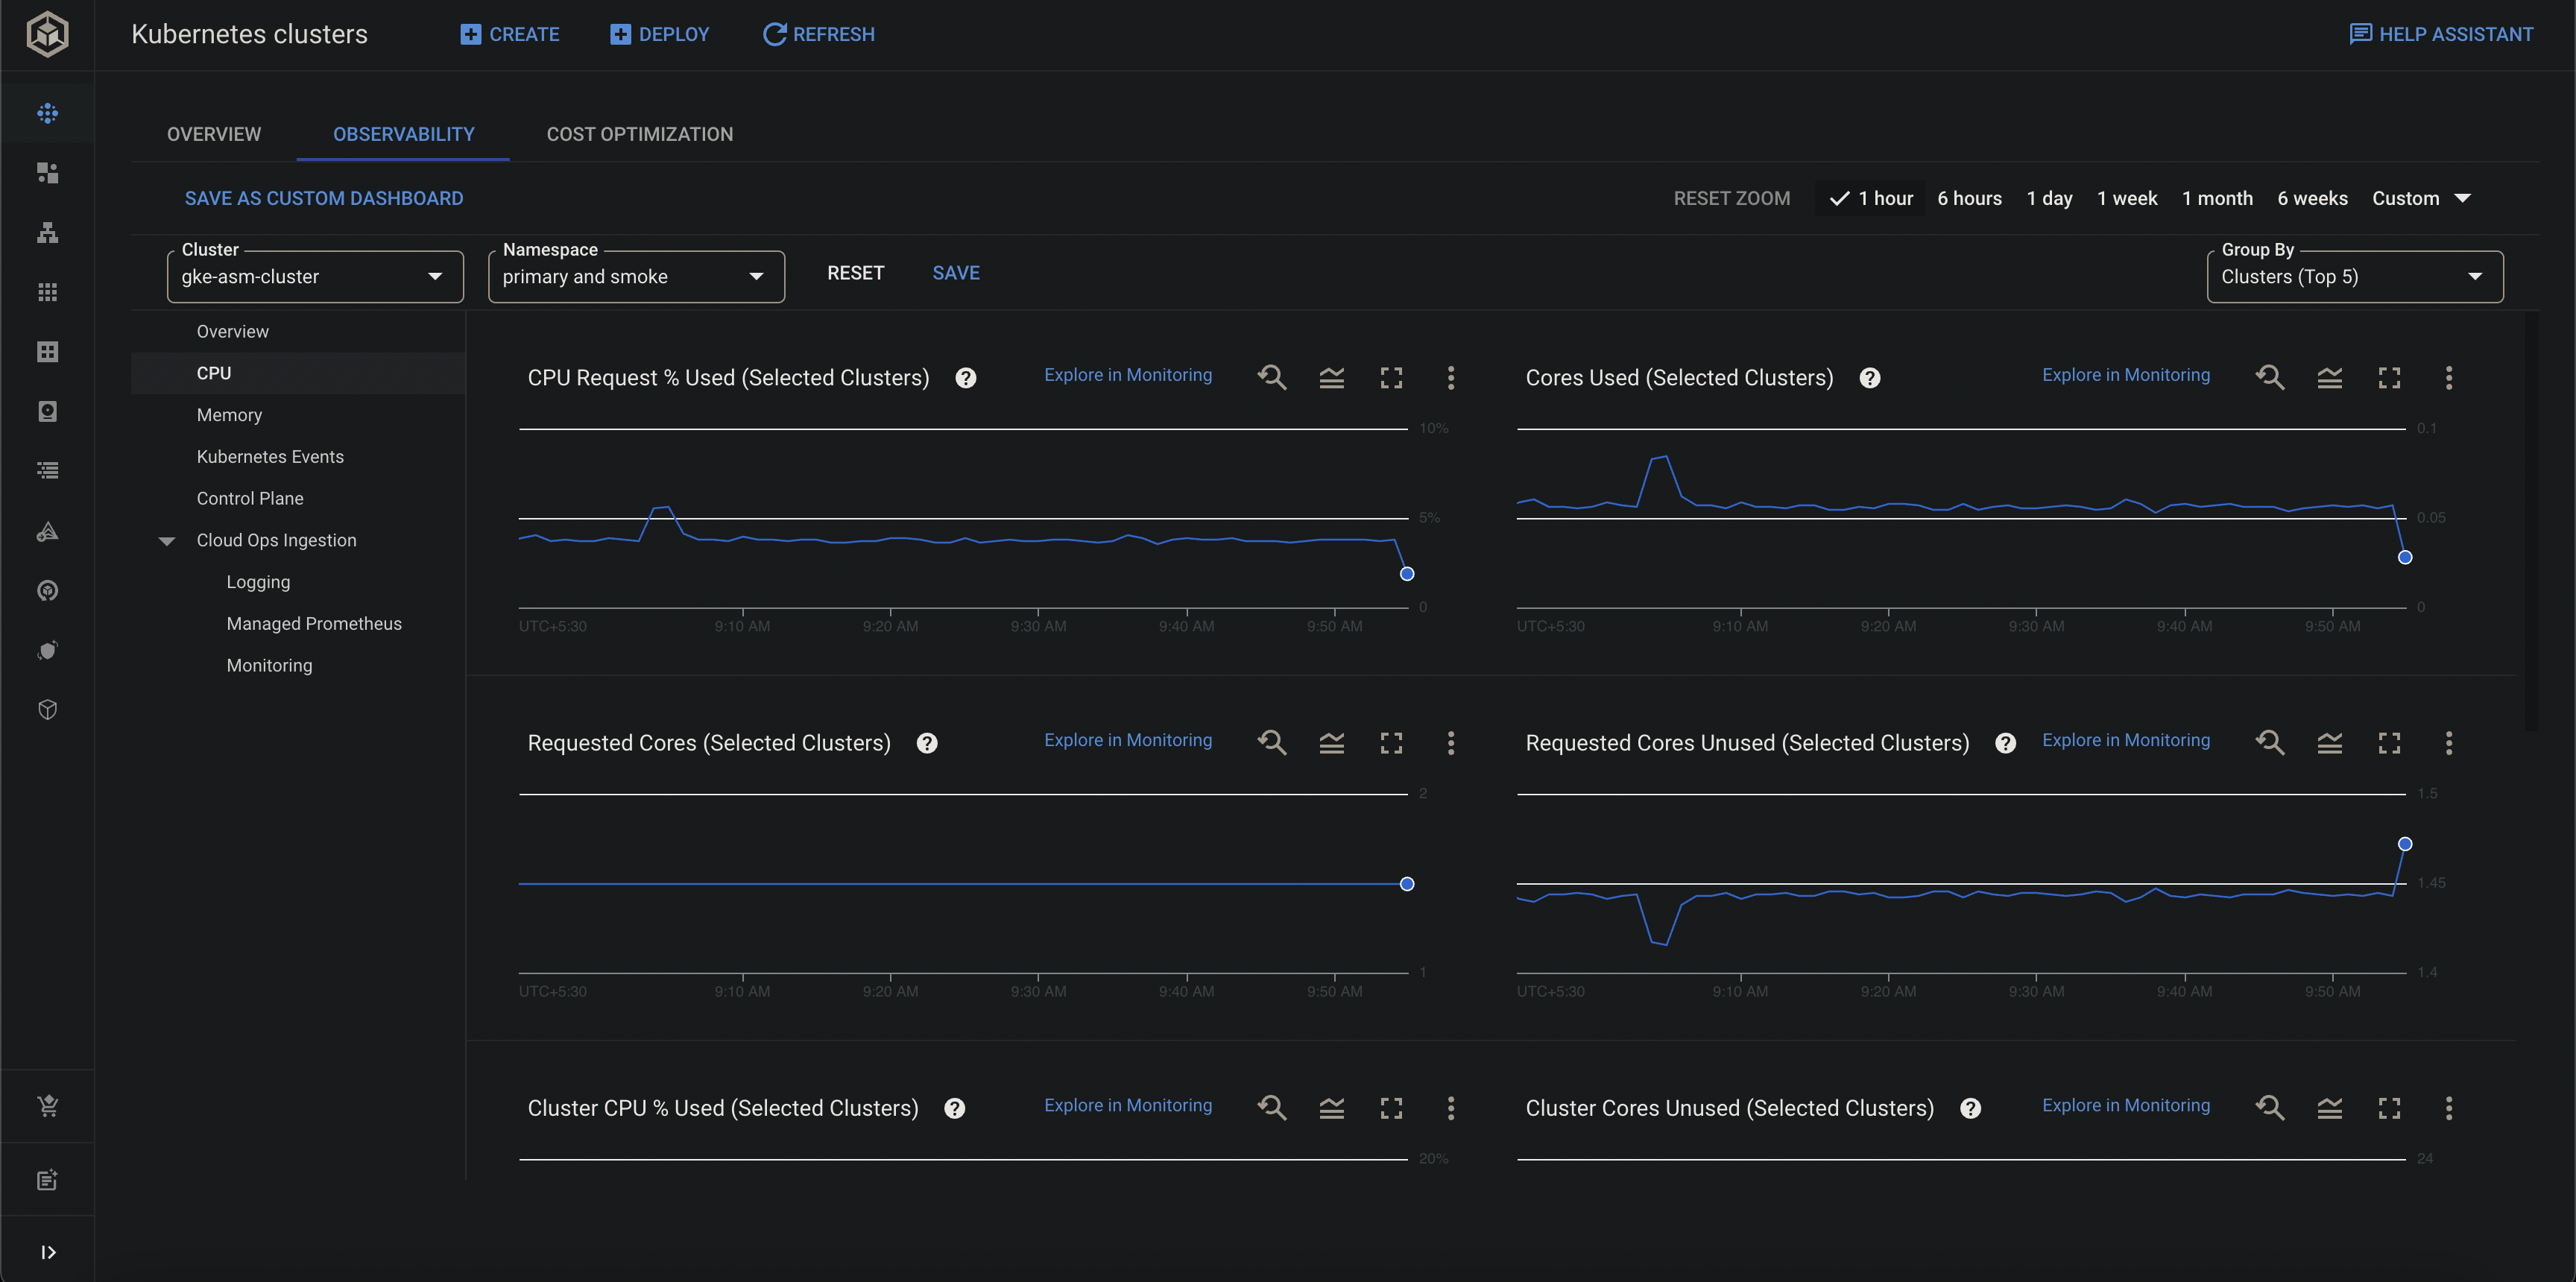 Kubernetes clusters
CREATE
DEPLOY
REFRESH
HELP ASSISTANT
OVERVIEW
OBSERVABILITY
COST OPTIMIZATION
SAVE AS CUSTOM DASHBOARD
RESET ZOOM
1 hour
6 hours
1 day
1 week
1 month
6 weeks
Custom
Cluster
gke-asm-cluster
Namespace
primary and smoke
RESET
SAVE
Group By
Clusters (Top 5)
Overview
CPU
Memory
Kubernetes Events
Control Plane
Cloud Ops Ingestion
Logging
Managed Prometheus
Monitoring
CPU Request % Used (Selected Clusters)
Explore in Monitoring
10%
5%
0
UTC+5:30
9:10 AM
9:20 AM
9:30 AM
9:40 AM
9:50 AM
Cores Used (Selected Clusters)
Explore in Monitoring
0.1
0.05
0
UTC+5:30
9:10 AM
9:20 AM
9:30 AM
9:40 AM
9:50 AM
Requested Cores (Selected Clusters)
Explore in Monitoring
2
1
UTC+5:30
9:10 AM
9:20 AM
9:30 AM
9:40 AM
9:50 AM
Requested Cores Unused (Selected Clusters)
Explore in Monitoring
1.5
1.45
1.4
UTC+5:30
9:10 AM
9:20 AM
9:30 AM
9:40 AM
9:50 AM
Cluster CPU % Used (Selected Clusters)
Explore in Monitoring
20%
Cluster Cores Unused (Selected Clusters)
Explore in Monitoring
24